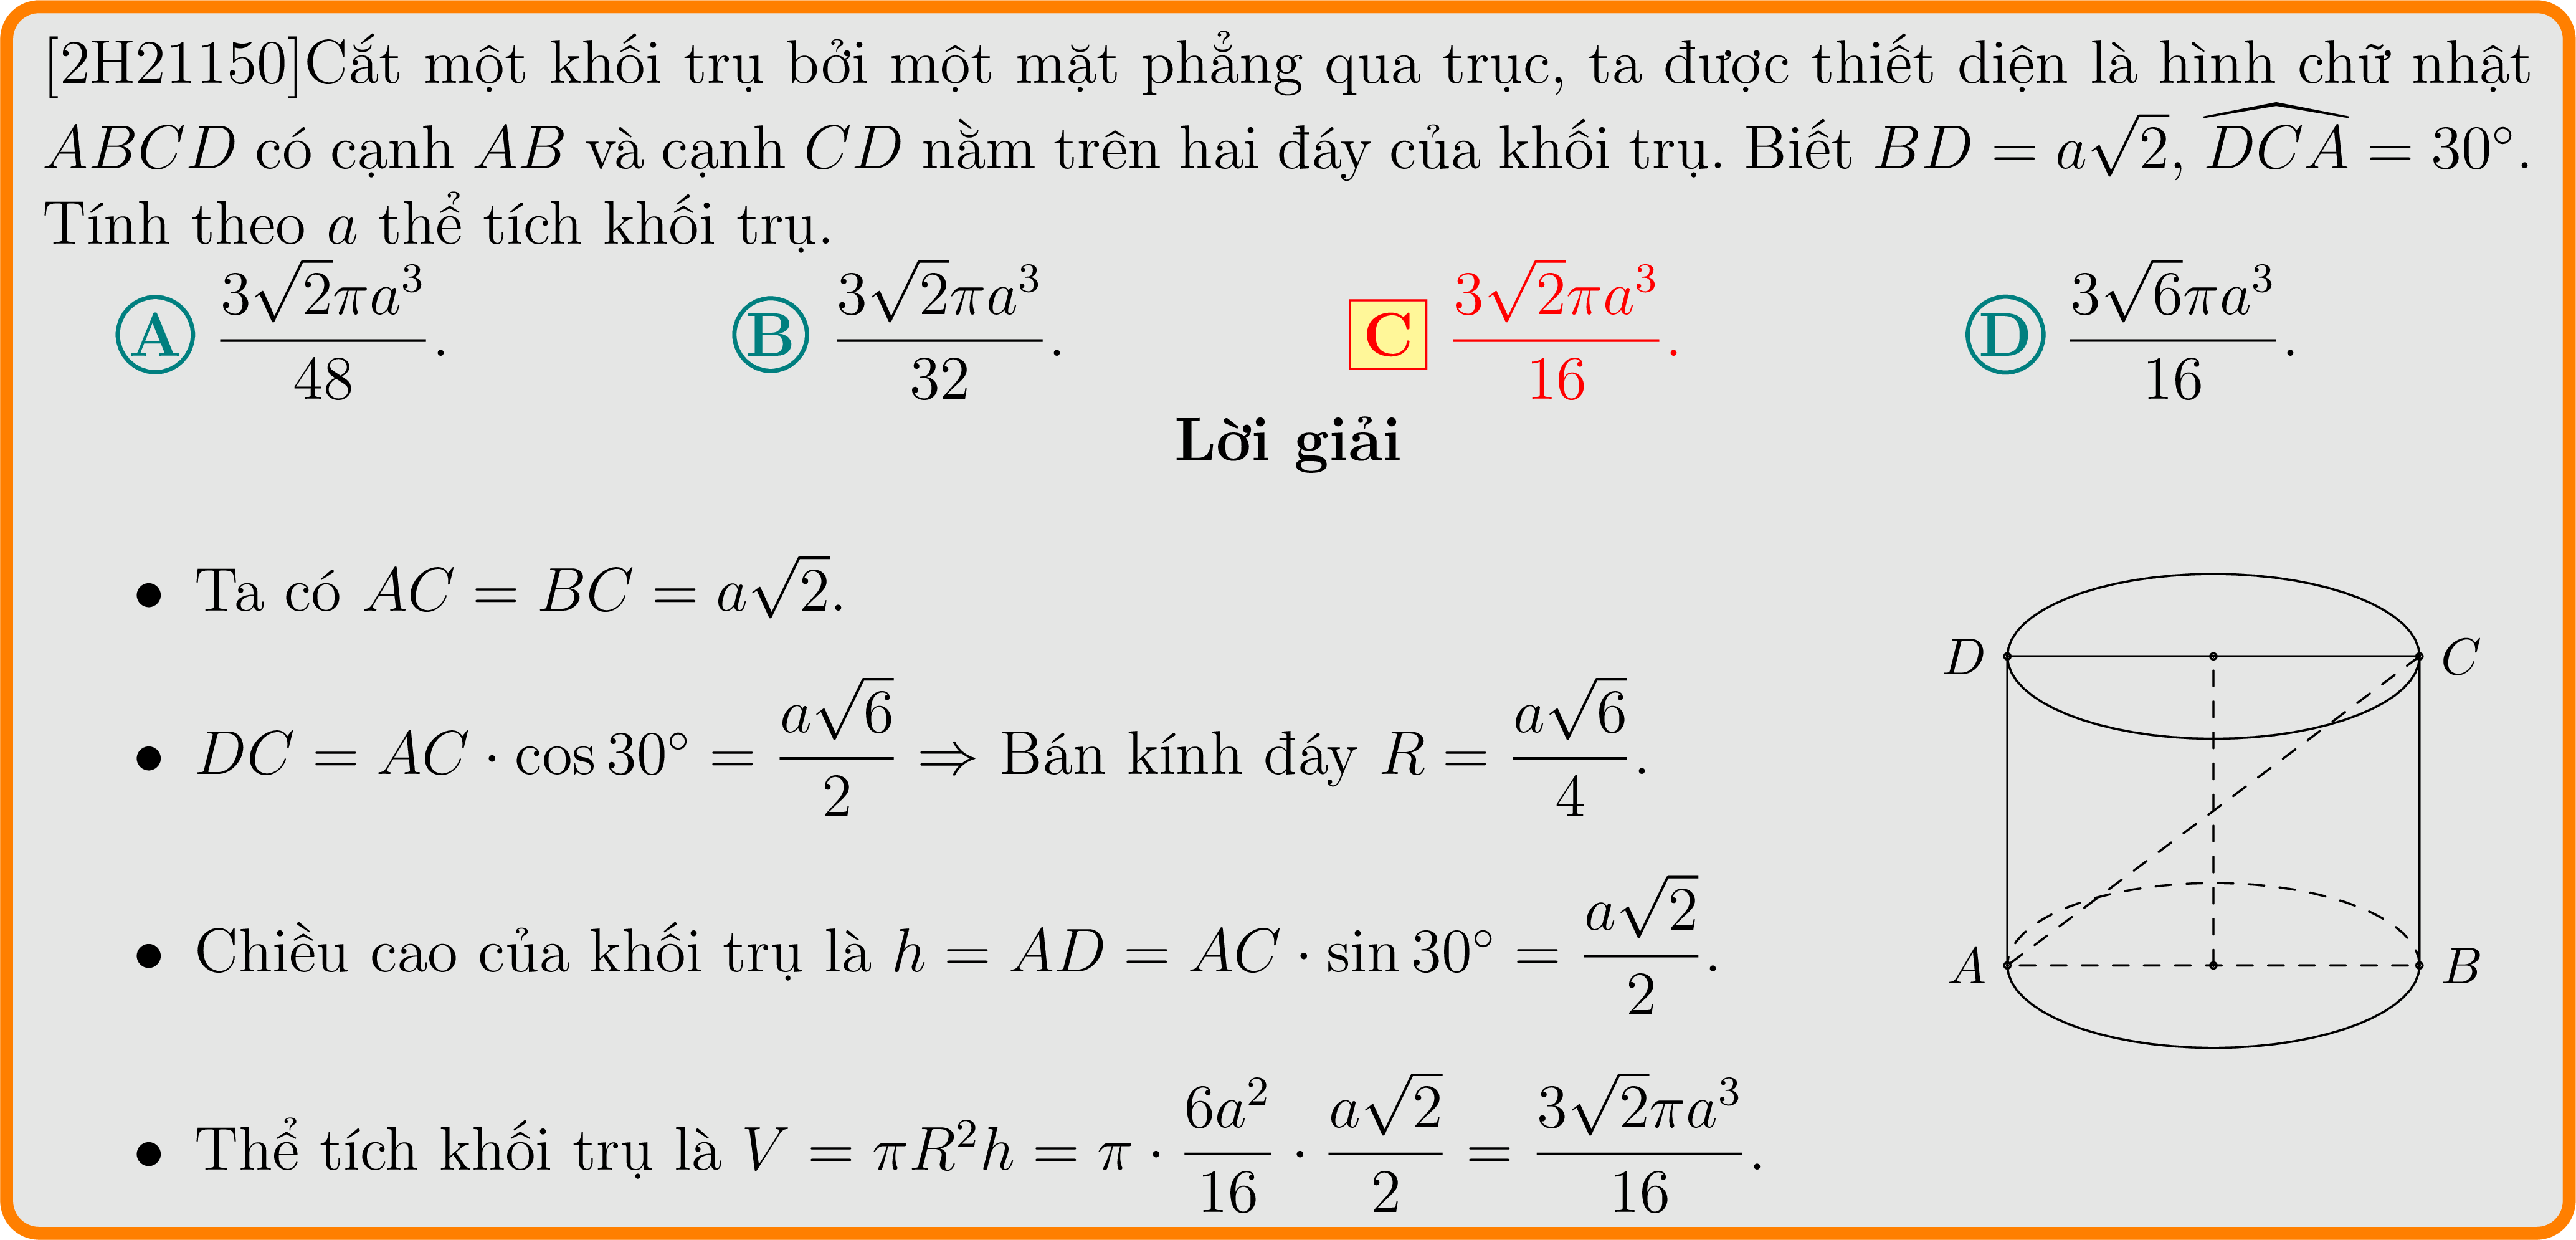 [2H21150]Cắt một khối trụ bởi một mặt phẳng qua trục, ta được thiết diện là hình chữ nhật
ABCD có cạnh AB và cạnh CD nằm trên hai đáy của khối trụ. Biết $BD = a\sqrt{2}$, $\widehat{DCA} = 30^\circ$.
Tính theo a thể tích khối trụ.
A $\frac{3\sqrt{2}\pi a^3}{48}$. B $\frac{3\sqrt{2}\pi a^3}{32}$. C $\frac{3\sqrt{2}\pi a^3}{16}$. D $\frac{3\sqrt{6}\pi a^3}{16}$.
Lời giải
• Ta có $AC = BC = a\sqrt{2}$.
• $DC = AC \cdot \cos 30^\circ = \frac{a\sqrt{6}}{2} \Rightarrow$ Bán kính đáy $R = \frac{a\sqrt{6}}{4}$.
• Chiều cao của khối trụ là $h = AD = AC \cdot \sin 30^\circ = \frac{a\sqrt{2}}{2}$.
• Thể tích khối trụ là $V = \pi R^2 h = \pi \cdot \frac{6a^2}{16} \cdot \frac{a\sqrt{2}}{2} = \frac{3\sqrt{2}\pi a^3}{16}$.
D C
A B